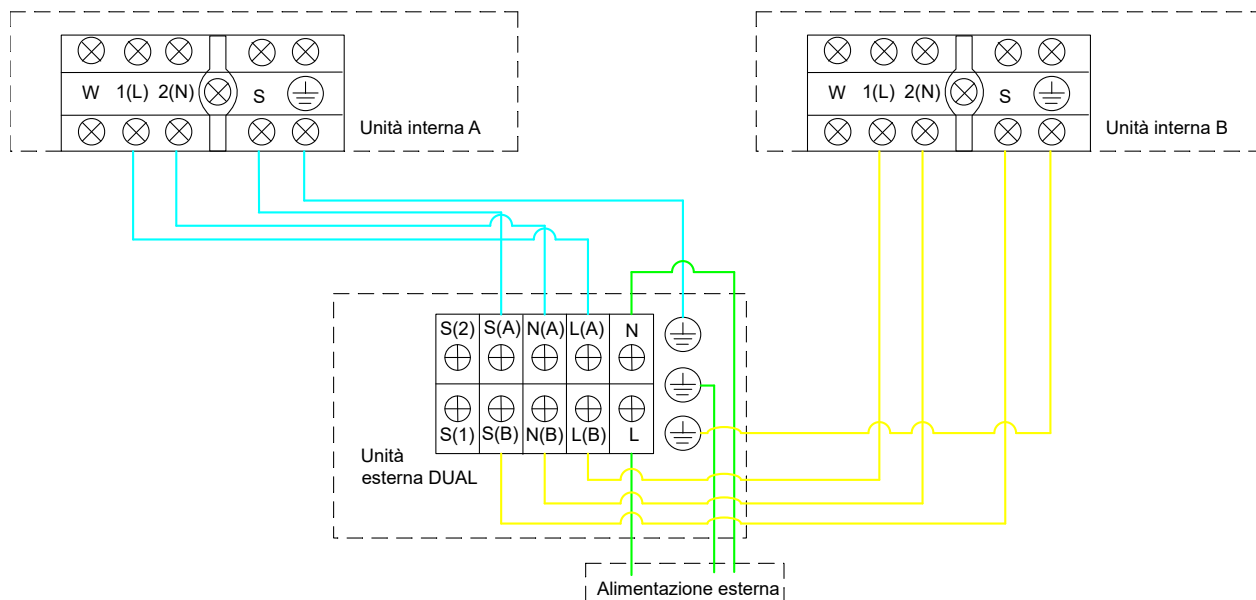 W 1(L) 2(N) S
Unità interna A
W 1(L) 2(N) S
Unità interna B
S(2) S(A) N(A) L(A) N
S(1) S(B) N(B) L(B) L
Unità
esterna DUAL
Alimentazione esterna